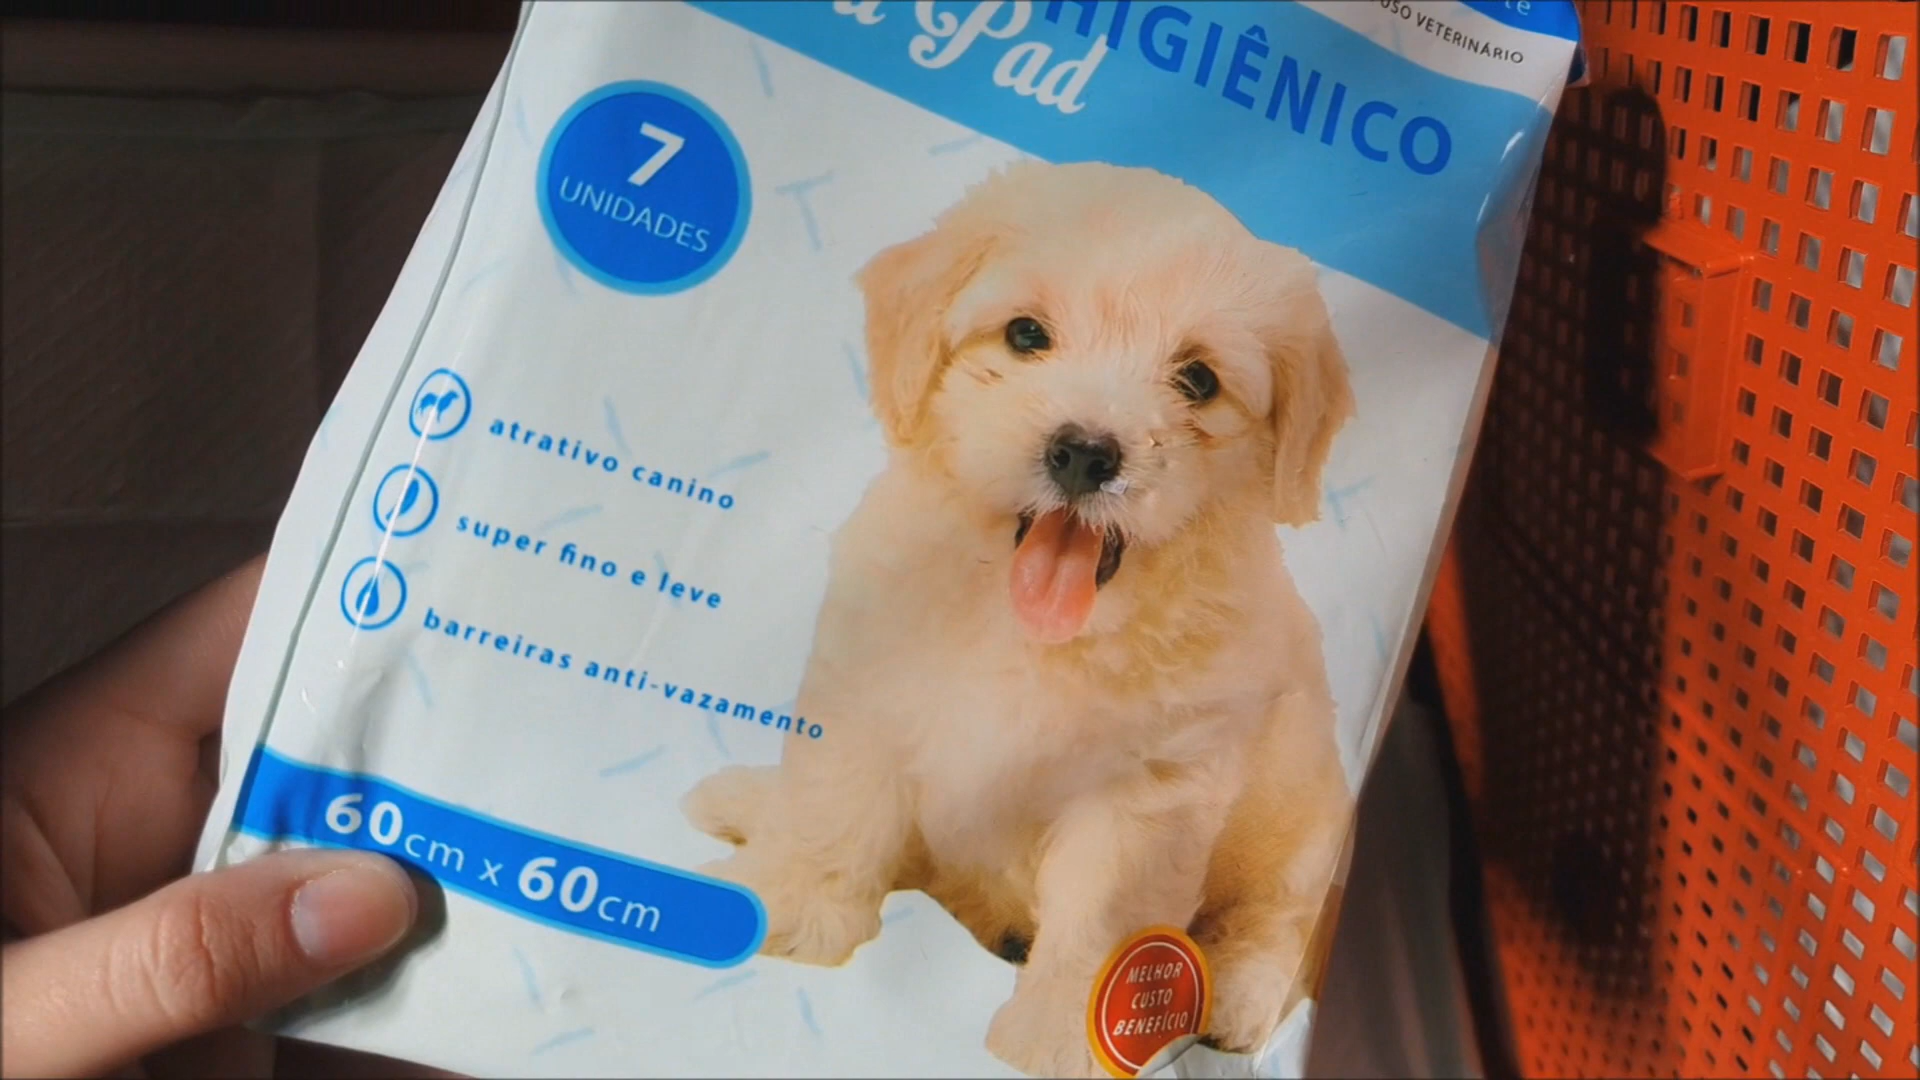 Pad
HIGIÊNICO
USO VETERINÁRIO
7
UNIDADES
atrativo canino
super fino e leve
barreiras anti-vazamento
60cm x 60cm
MELHOR
CUSTO
BENEFÍCIO